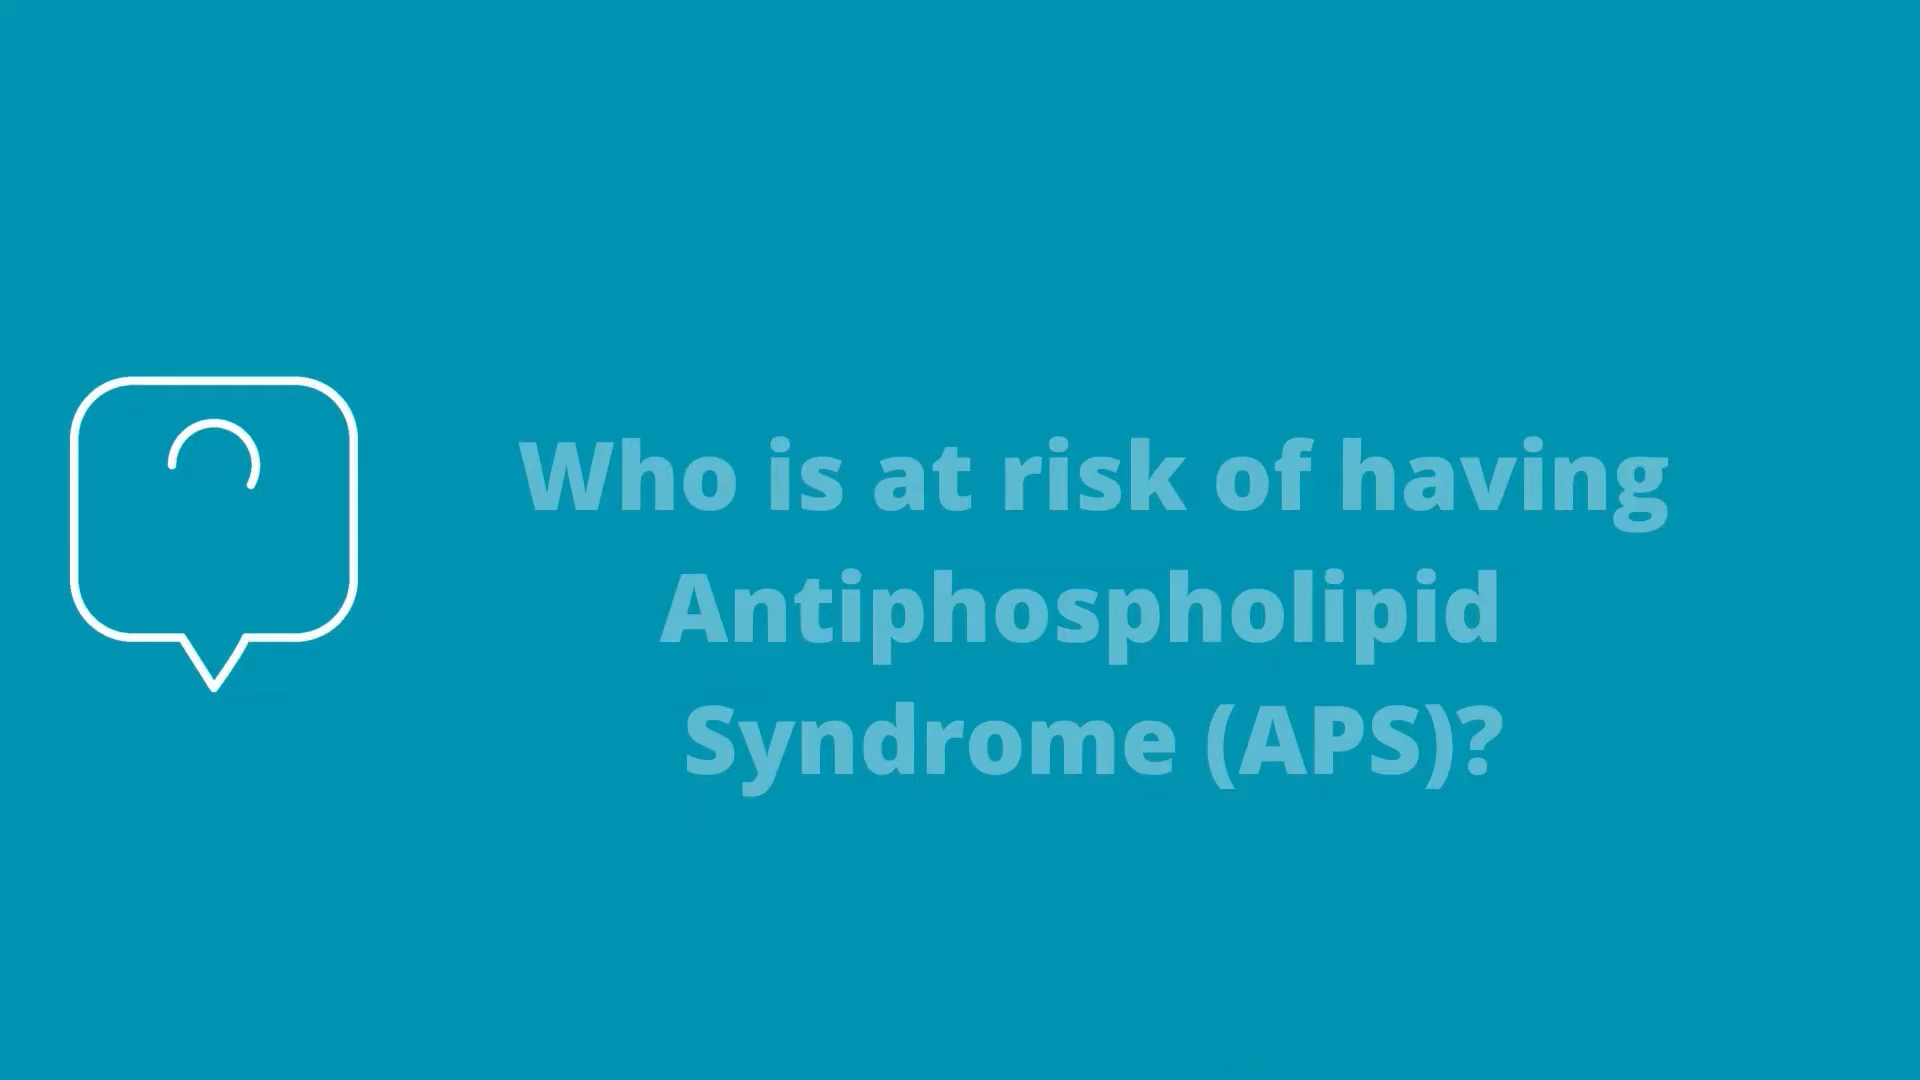 Who is at risk of having
Antiphospholipid
Syndrome (APS)?